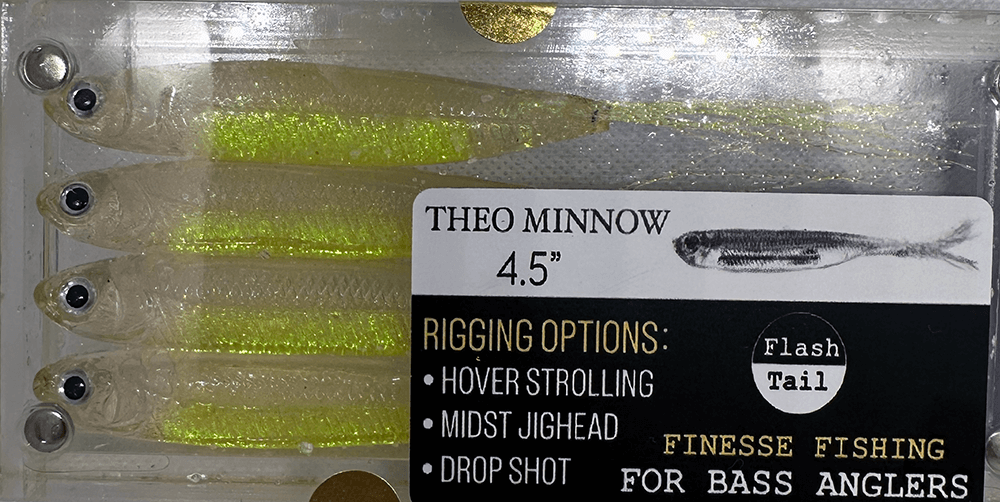 THEO MINNOW
4.5”
RIGGING OPTIONS:
• HOVER STROLLING
• MIDST JIGHEAD
• DROP SHOT
Flash
Tail
FINESSE FISHING
FOR BASS ANGLERS